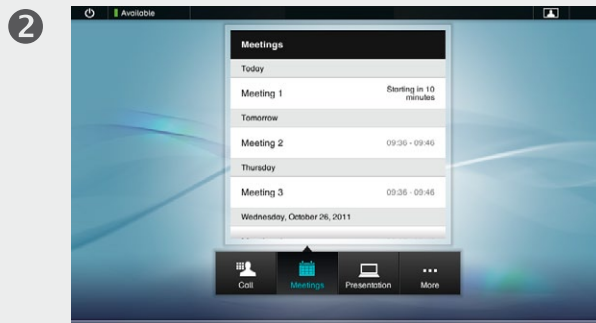 2
Available
Meetings
Today
Meeting 1 Starting in 10 minutes
Tomorrow
Meeting 2 09:36 - 09:46
Thursday
Meeting 3 09:36 - 09:46
Wednesday, October 26, 2011
Call Meetings Presentation More